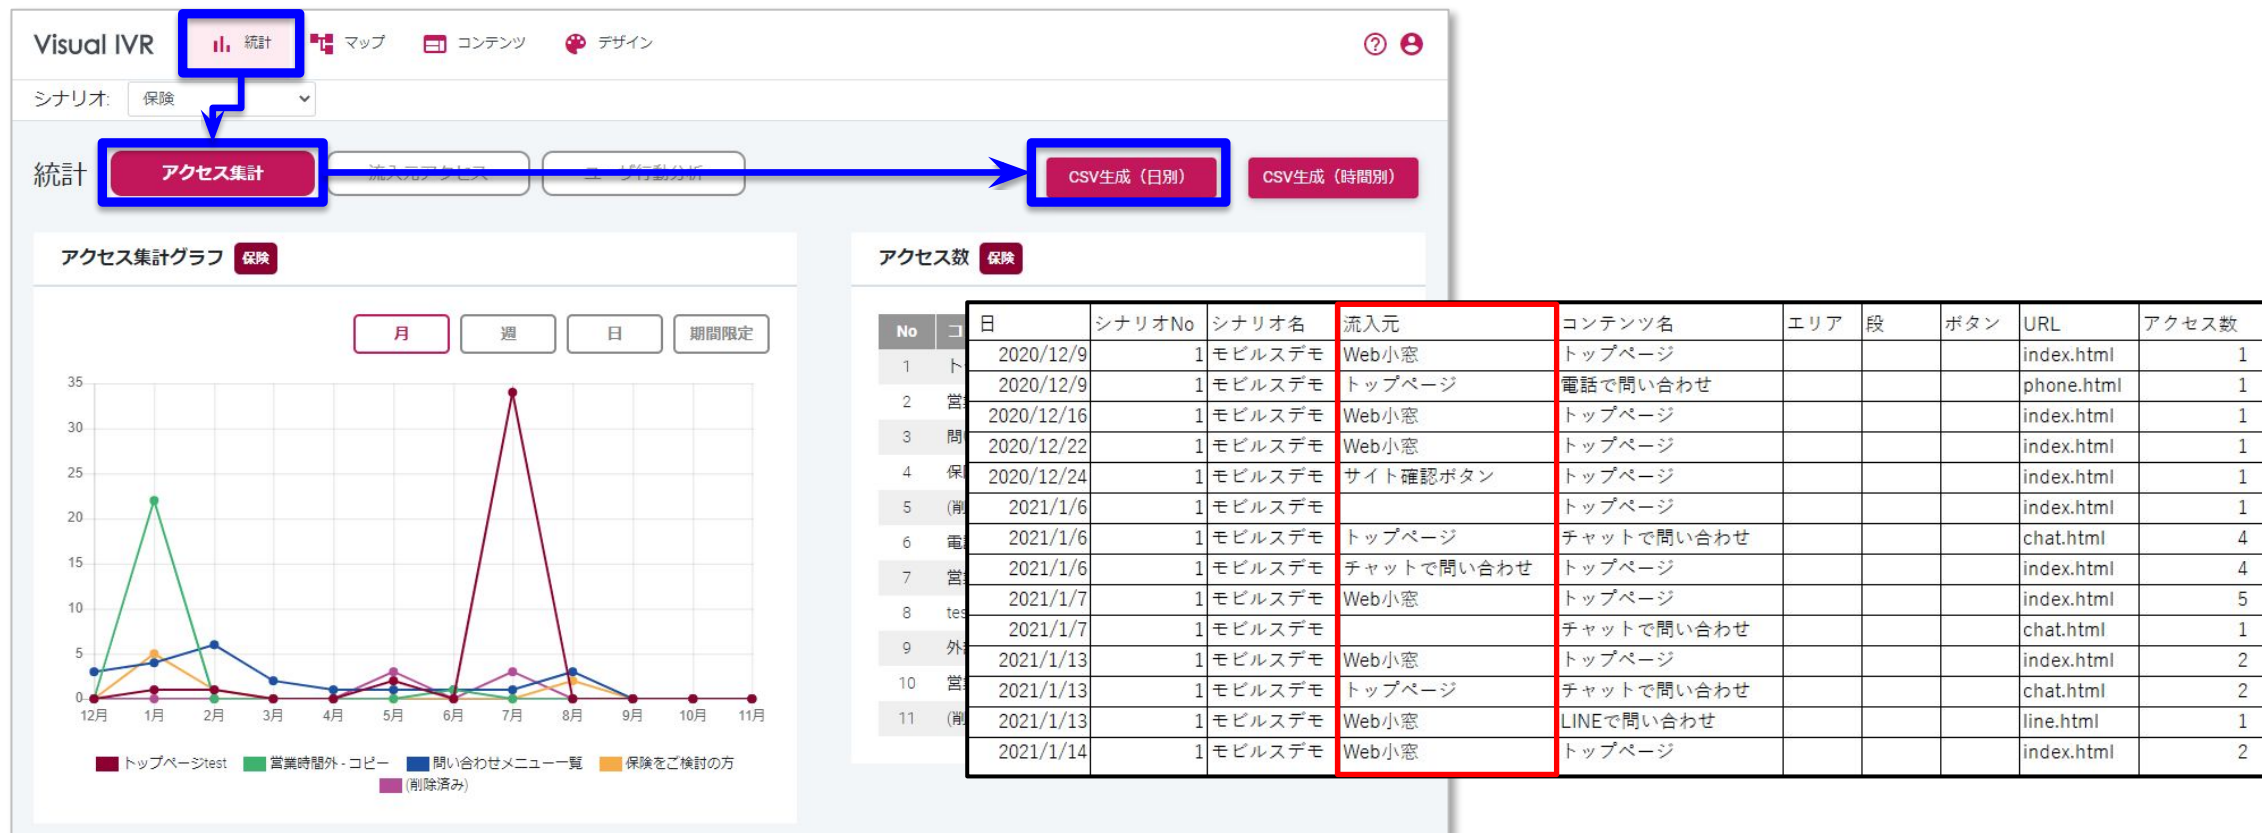 Visual IVR 統計 マップ コンテンツ デザイン
シナリオ: 保険
統計 アクセス集計 流入元アクセス ユーザ行動分析 CSV生成（日別） CSV生成（時間別）
アクセス集計グラフ 保険
月 週 日 期間限定
35
30
25
20
15
10
5
0
12月 1月 2月 3月 4月 5月 6月 7月 8月 9月 10月 11月
トップページtest 営業時間外 - コピー 問い合わせメニュー一覧 保険をご検討の方
(削除済み)
アクセス数 保険
No コ
1 ト
2 営
3 問
4 保
5 (削
6 電
7 営
8 tes
9 外
10 営
11 (削
日 シナリオNo シナリオ名 流入元 コンテンツ名 エリア 段 ボタン URL アクセス数
2020/12/9 1 モビルスデモ Web小窓 トップページ index.html 1
2020/12/9 1 モビルスデモ トップページ 電話で問い合わせ phone.html 1
2020/12/16 1 モビルスデモ Web小窓 トップページ index.html 1
2020/12/22 1 モビルスデモ Web小窓 トップページ index.html 1
2020/12/24 1 モビルスデモ サイト確認ボタン トップページ index.html 1
2021/1/6 1 モビルスデモ トップページ index.html 1
2021/1/6 1 モビルスデモ トップページ チャットで問い合わせ chat.html 4
2021/1/6 1 モビルスデモ チャットで問い合わせ トップページ index.html 4
2021/1/7 1 モビルスデモ Web小窓 トップページ index.html 5
2021/1/7 1 モビルスデモ チャットで問い合わせ chat.html 1
2021/1/13 1 モビルスデモ Web小窓 トップページ index.html 2
2021/1/13 1 モビルスデモ トップページ チャットで問い合わせ chat.html 2
2021/1/13 1 モビルスデモ Web小窓 LINEで問い合わせ line.html 1
2021/1/14 1 モビルスデモ Web小窓 トップページ index.html 2